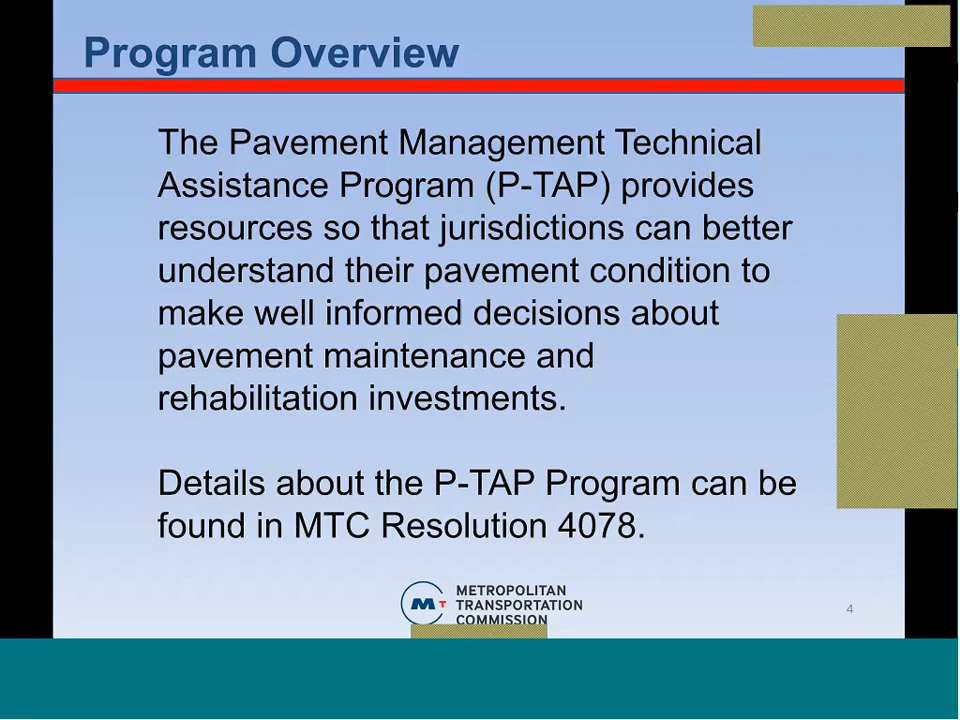 Program Overview
The Pavement Management Technical
Assistance Program (P-TAP) provides
resources so that jurisdictions can better
understand their pavement condition to
make well informed decisions about
pavement maintenance and
rehabilitation investments.
Details about the P-TAP Program can be
found in MTC Resolution 4078.
MT
METROPOLITAN
TRANSPORTATION
COMMISSION
4